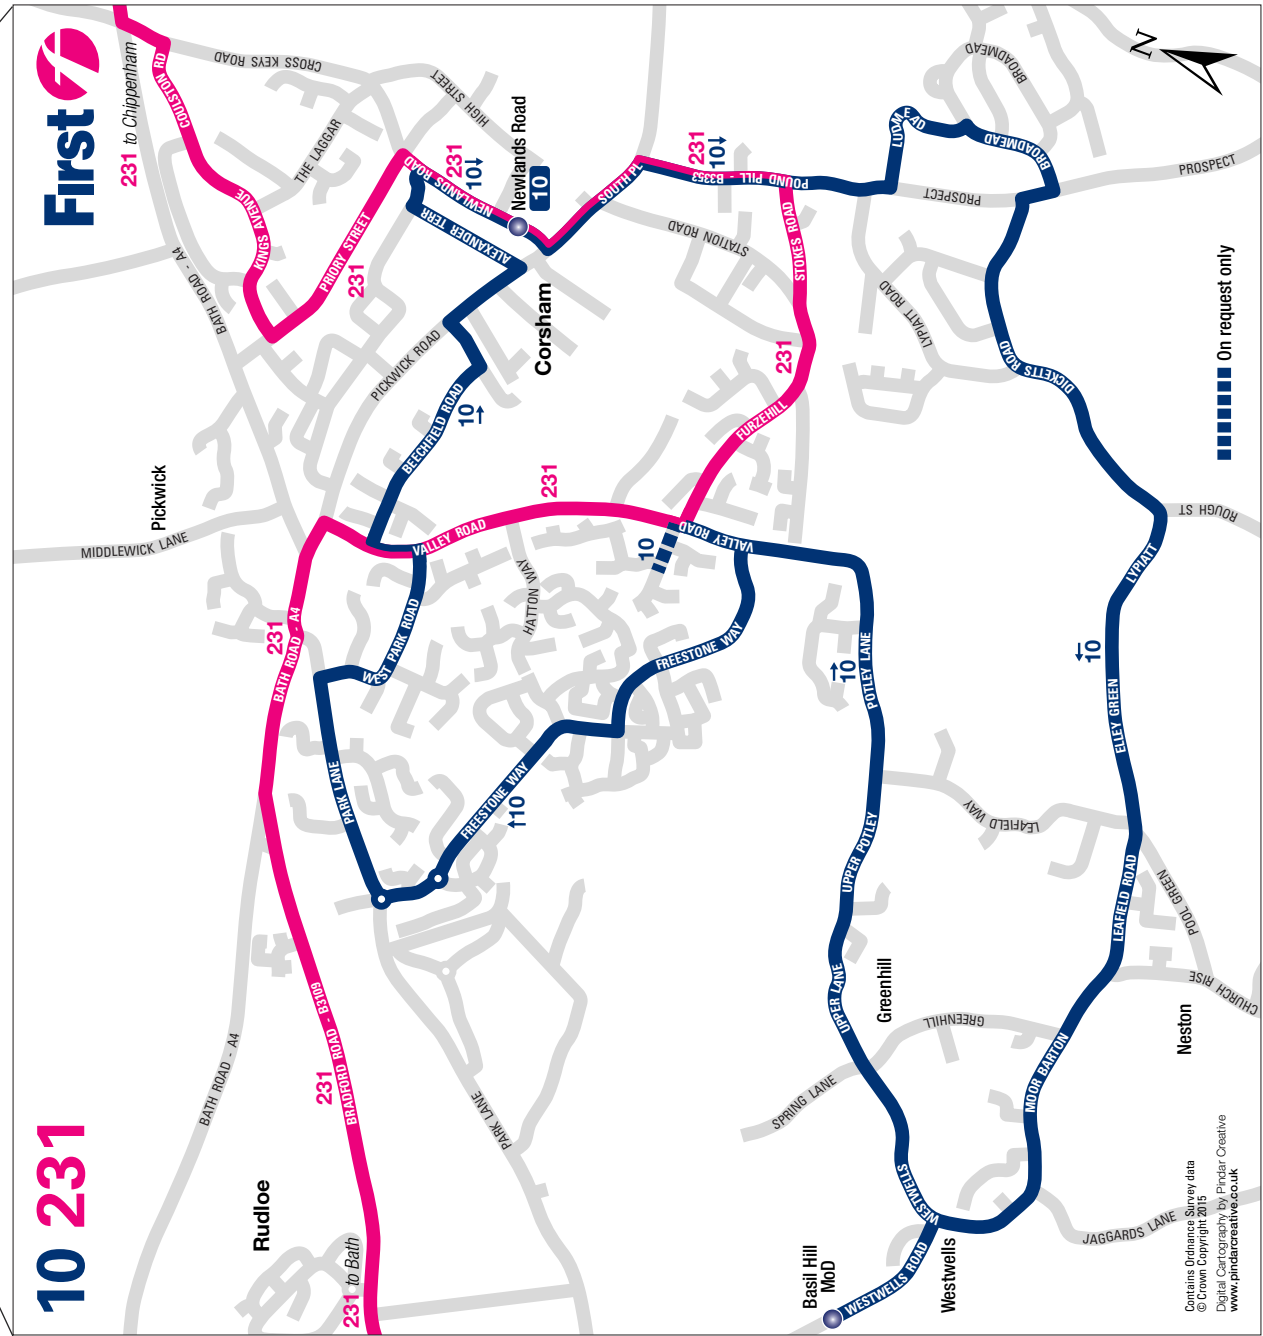 10 231
First
231 to Chippenham
COULSTON RD
CROSS KEYS ROAD
THE LAGGAR
HIGH STREET
KINGS AVENUE
PRIORY STREET
231
BATH ROAD - A4
NEWLANDS ROAD
231
10↓
Newlands Road
10
ALEXANDER TERR
SOUTH PL
231
10↓
POUND PILL - B3353
LUDMEAD
BROADMEAD
BROADMEAD
PROSPECT
PROSPECT
N
STATION ROAD
STOKES ROAD
LYPIATT ROAD
Corsham
PICKWICK ROAD
BEECHFIELD ROAD
10→
231
FURZEHILL
DICKETTS ROAD
On request only
Pickwick
MIDDLEWICK LANE
231
VALLEY ROAD
VALLEY ROAD
10
HATTON WAY
ROUGH ST
LYPIATT
231
BATH ROAD - A4
WEST PARK ROAD
FREESTONE WAY
POTLEY LANE
10→
←10
ELLEY GREEN
PARK LANE
FREESTONE WAY
↑10
UPPER POTLEY
LEAFIELD WAY
LEAFIELD ROAD
POOL GREEN
CHURCH RISE
BRADFORD ROAD - B3109
231
BATH ROAD - A4
PARK LANE
UPPER LANE
Greenhill
GREENHILL
SPRING LANE
MOOR BARTON
Neston
Rudloe
231 to Bath
WESTWELLS
WESTWELLS ROAD
Westwells
Basil Hill
MoD
JAGGARDS LANE
Contains Ordnance Survey data
© Crown Copyright 2015
Digital Cartography by Pindar Creative
www.pindarcreative.co.uk